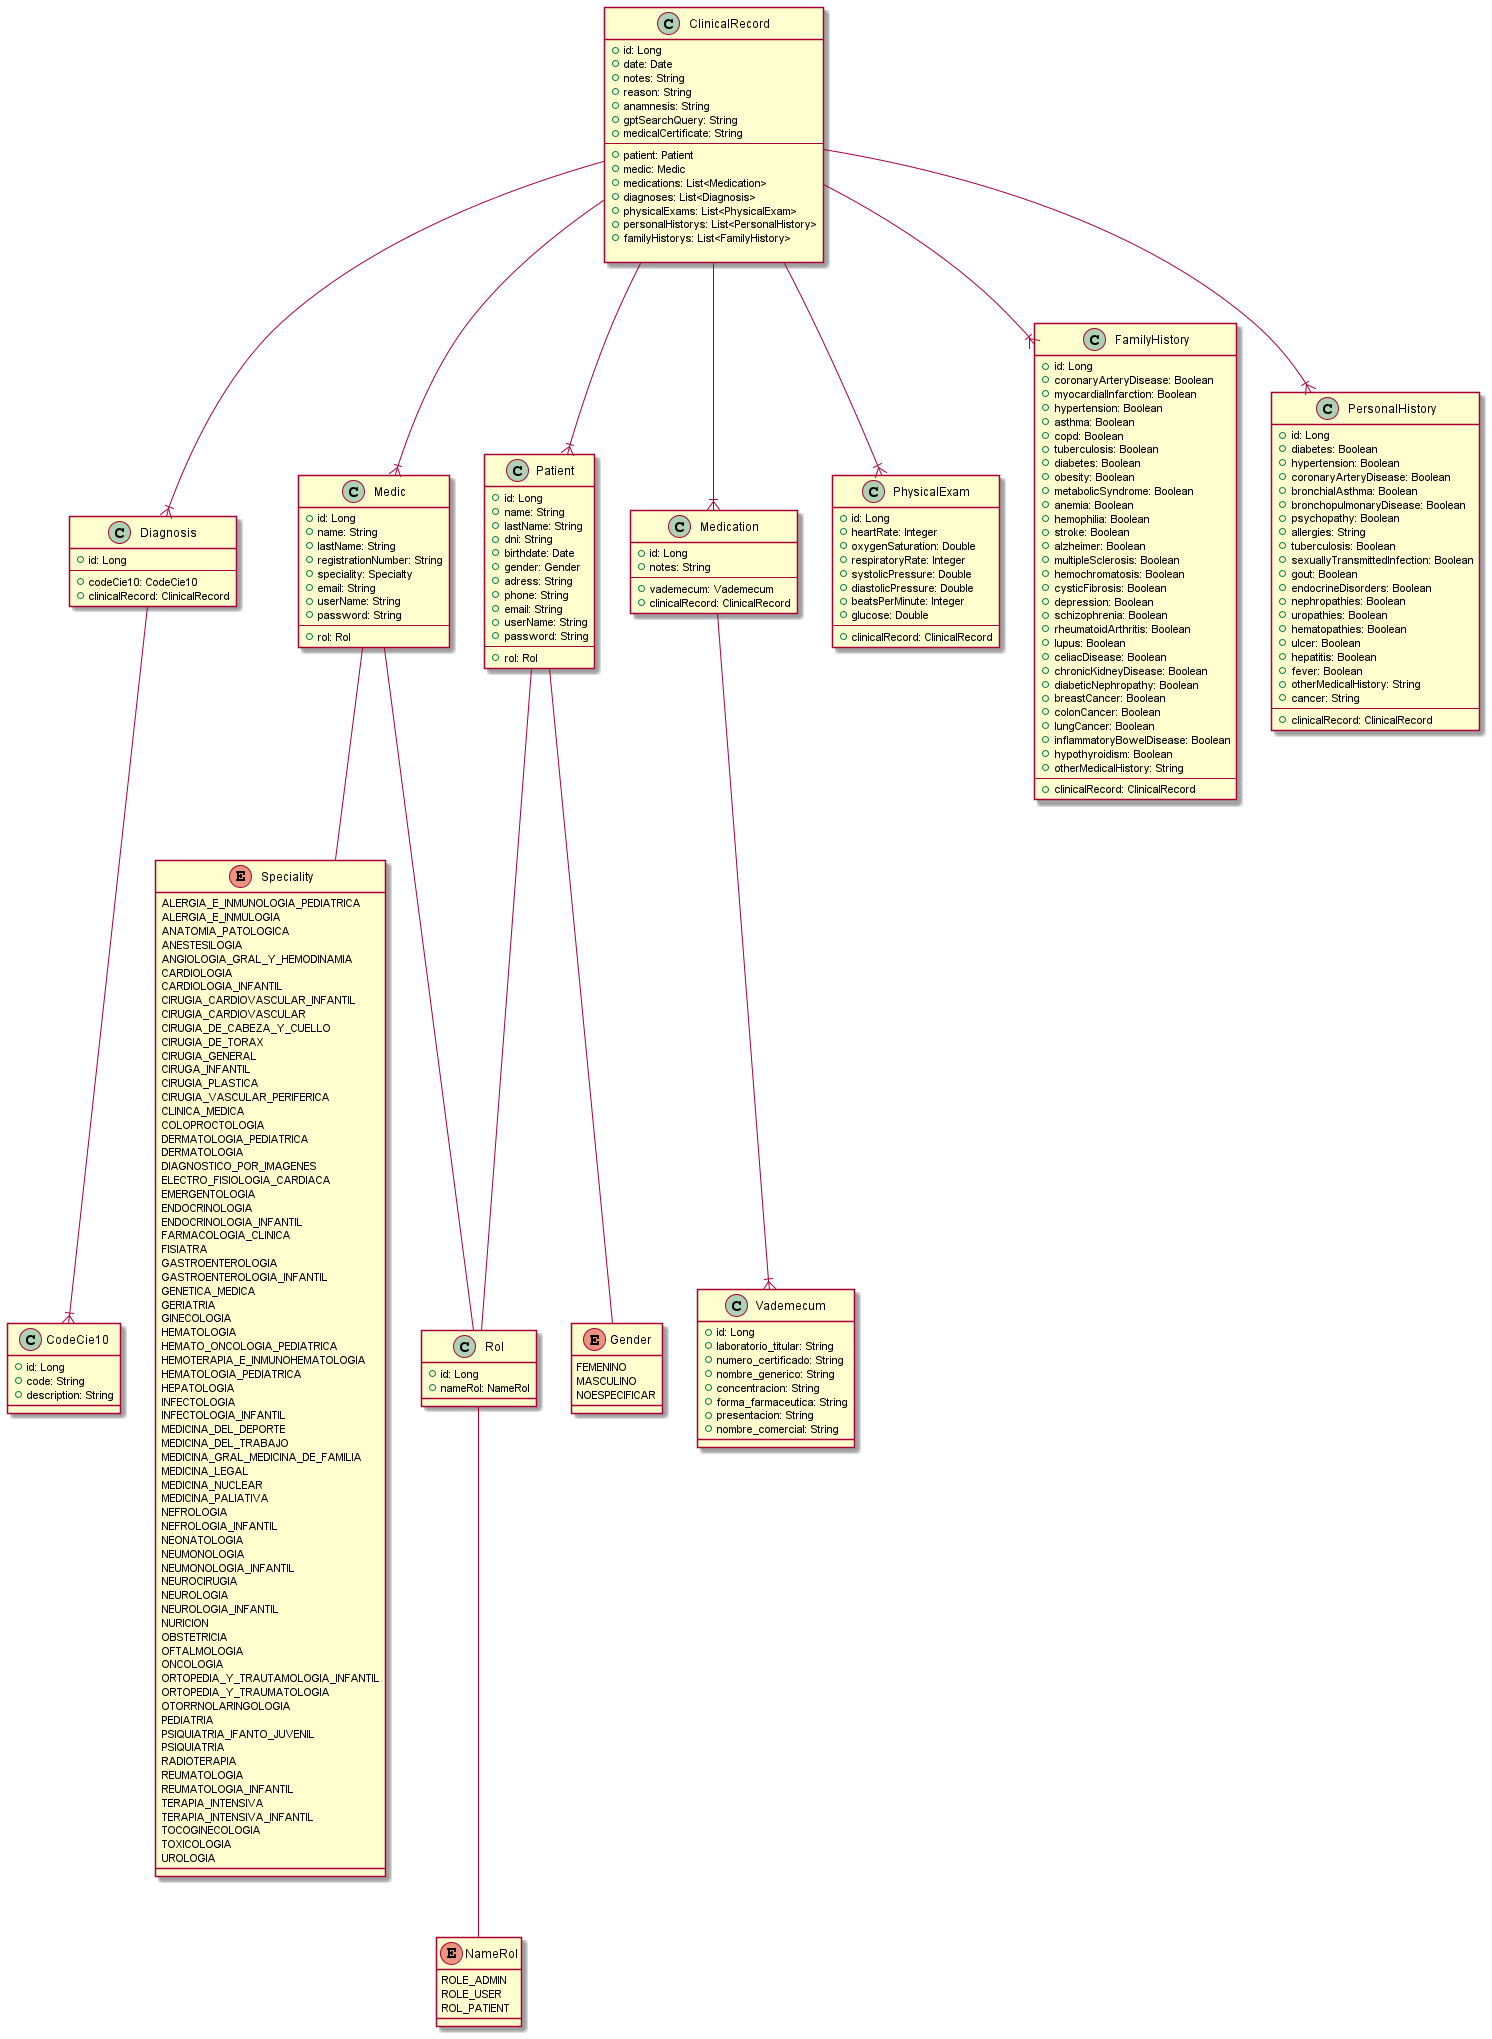 C ClinicalRecord
id: Long
date: Date
notes: String
reason: String
anamnesis: String
gptSearchQuery: String
medicalCertificate: String
patient: Patient
medic: Medic
medications: List<Medication>
diagnoses: List<Diagnosis>
physicalExams: List<PhysicalExam>
personalHistorys: List<PersonalHistory>
familyHistorys: List<FamilyHistory>
C Diagnosis
id: Long
codeCie10: CodeCie10
clinicalRecord: ClinicalRecord
C Medic
id: Long
name: String
lastName: String
registrationNumber: String
speciality: Specialty
email: String
userName: String
password: String
rol: Rol
C Patient
id: Long
name: String
lastName: String
dni: String
birthdate: Date
gender: Gender
adress: String
phone: String
email: String
userName: String
password: String
rol: Rol
C Medication
id: Long
notes: String
vademecum: Vademecum
clinicalRecord: ClinicalRecord
C PhysicalExam
id: Long
heartRate: Integer
oxygenSaturation: Double
respiratoryRate: Integer
systolicPressure: Double
diastolicPressure: Double
beatsPerMinute: Integer
glucose: Double
clinicalRecord: ClinicalRecord
C FamilyHistory
id: Long
coronaryArteryDisease: Boolean
myocardialInfarction: Boolean
hypertension: Boolean
asthma: Boolean
copd: Boolean
tuberculosis: Boolean
diabetes: Boolean
obesity: Boolean
metabolicSyndrome: Boolean
anemia: Boolean
hemophilia: Boolean
stroke: Boolean
alzheimer: Boolean
multipleSclerosis: Boolean
hemochromatosis: Boolean
cysticFibrosis: Boolean
depression: Boolean
schizophrenia: Boolean
rheumatoidArthritis: Boolean
lupus: Boolean
celiacDisease: Boolean
chronicKidneyDisease: Boolean
diabeticNephropathy: Boolean
breastCancer: Boolean
colonCancer: Boolean
lungCancer: Boolean
inflammatoryBowelDisease: Boolean
hypothyroidism: Boolean
otherMedicalHistory: String
clinicalRecord: ClinicalRecord
C PersonalHistory
id: Long
diabetes: Boolean
hypertension: Boolean
coronaryArteryDisease: Boolean
bronchialAsthma: Boolean
bronchopulmonaryDisease: Boolean
psychopathy: Boolean
allergies: String
tuberculosis: Boolean
sexuallyTransmittedInfection: Boolean
gout: Boolean
endocrineDisorders: Boolean
nephropathies: Boolean
uropathies: Boolean
hematopathies: Boolean
ulcer: Boolean
hepatitis: Boolean
fever: Boolean
otherMedicalHistory: String
cancer: String
clinicalRecord: ClinicalRecord
E Speciality
ALERGIA_E_INMUNOLOGIA_PEDIATRICA
ALERGIA_E_INMULOGIA
ANATOMIA_PATOLOGICA
ANESTESILOGIA
ANGIOLOGIA_GRAL_Y_HEMODINAMIA
CARDIOLOGIA
CARDIOLOGIA_INFANTIL
CIRUGIA_CARDIOVASCULAR_INFANTIL
CIRUGIA_CARDIOVASCULAR
CIRUGIA_DE_CABEZA_Y_CUELLO
CIRUGIA_DE_TORAX
CIRUGIA_GENERAL
CIRUGA_INFANTIL
CIRUGIA_PLASTICA
CIRUGIA_VASCULAR_PERIFERICA
CLINICA_MEDICA
COLOPROCTOLOGIA
DERMATOLOGIA_PEDIATRICA
DERMATOLOGIA
DIAGNOSTICO_POR_IMAGENES
ELECTRO_FISIOLOGIA_CARDIACA
EMERGENTOLOGIA
ENDOCRINOLOGIA
ENDOCRINOLOGIA_INFANTIL
FARMACOLOGIA_CLINICA
FISIATRA
GASTROENTEROLOGIA
GASTROENTEROLOGIA_INFANTIL
GENETICA_MEDICA
GERIATRIA
GINECOLOGIA
HEMATOLOGIA
HEMATO_ONCOLOGIA_PEDIATRICA
HEMOTERAPIA_E_INMUNOHEMATOLOGIA
HEMATOLOGIA_PEDIATRICA
HEPATOLOGIA
INFECTOLOGIA
INFECTOLOGIA_INFANTIL
MEDICINA_DEL_DEPORTE
MEDICINA_DEL_TRABAJO
MEDICINA_GRAL_MEDICINA_DE_FAMILIA
MEDICINA_LEGAL
MEDICINA_NUCLEAR
MEDICINA_PALIATIVA
NEFROLOGIA
NEFROLOGIA_INFANTIL
NEONATOLOGIA
NEUMONOLOGIA
NEUMONOLOGIA_INFANTIL
NEUROCIRUGIA
NEUROLOGIA
NEUROLOGIA_INFANTIL
NURICION
OBSTETRICIA
OFTALMOLOGIA
ONCOLOGIA
ORTOPEDIA_Y_TRAUTAMOLOGIA_INFANTIL
ORTOPEDIA_Y_TRAUMATOLOGIA
OTORRNOLARINGOLOGIA
PEDIATRIA
PSIQUIATRIA_IFANTO_JUVENIL
PSIQUIATRIA
RADIOTERAPIA
REUMATOLOGIA
REUMATOLOGIA_INFANTIL
TERAPIA_INTENSIVA
TERAPIA_INTENSIVA_INFANTIL
TOCOGINECOLOGIA
TOXICOLOGIA
UROLOGIA
C CodeCie10
id: Long
code: String
description: String
C Rol
id: Long
nameRol: NameRol
E Gender
FEMENINO
MASCULINO
NOESPECIFICAR
C Vademecum
id: Long
laboratorio_titular: String
numero_certificado: String
nombre_generico: String
concentracion: String
forma_farmaceutica: String
presentacion: String
nombre_comercial: String
E NameRol
ROLE_ADMIN
ROLE_USER
ROL_PATIENT